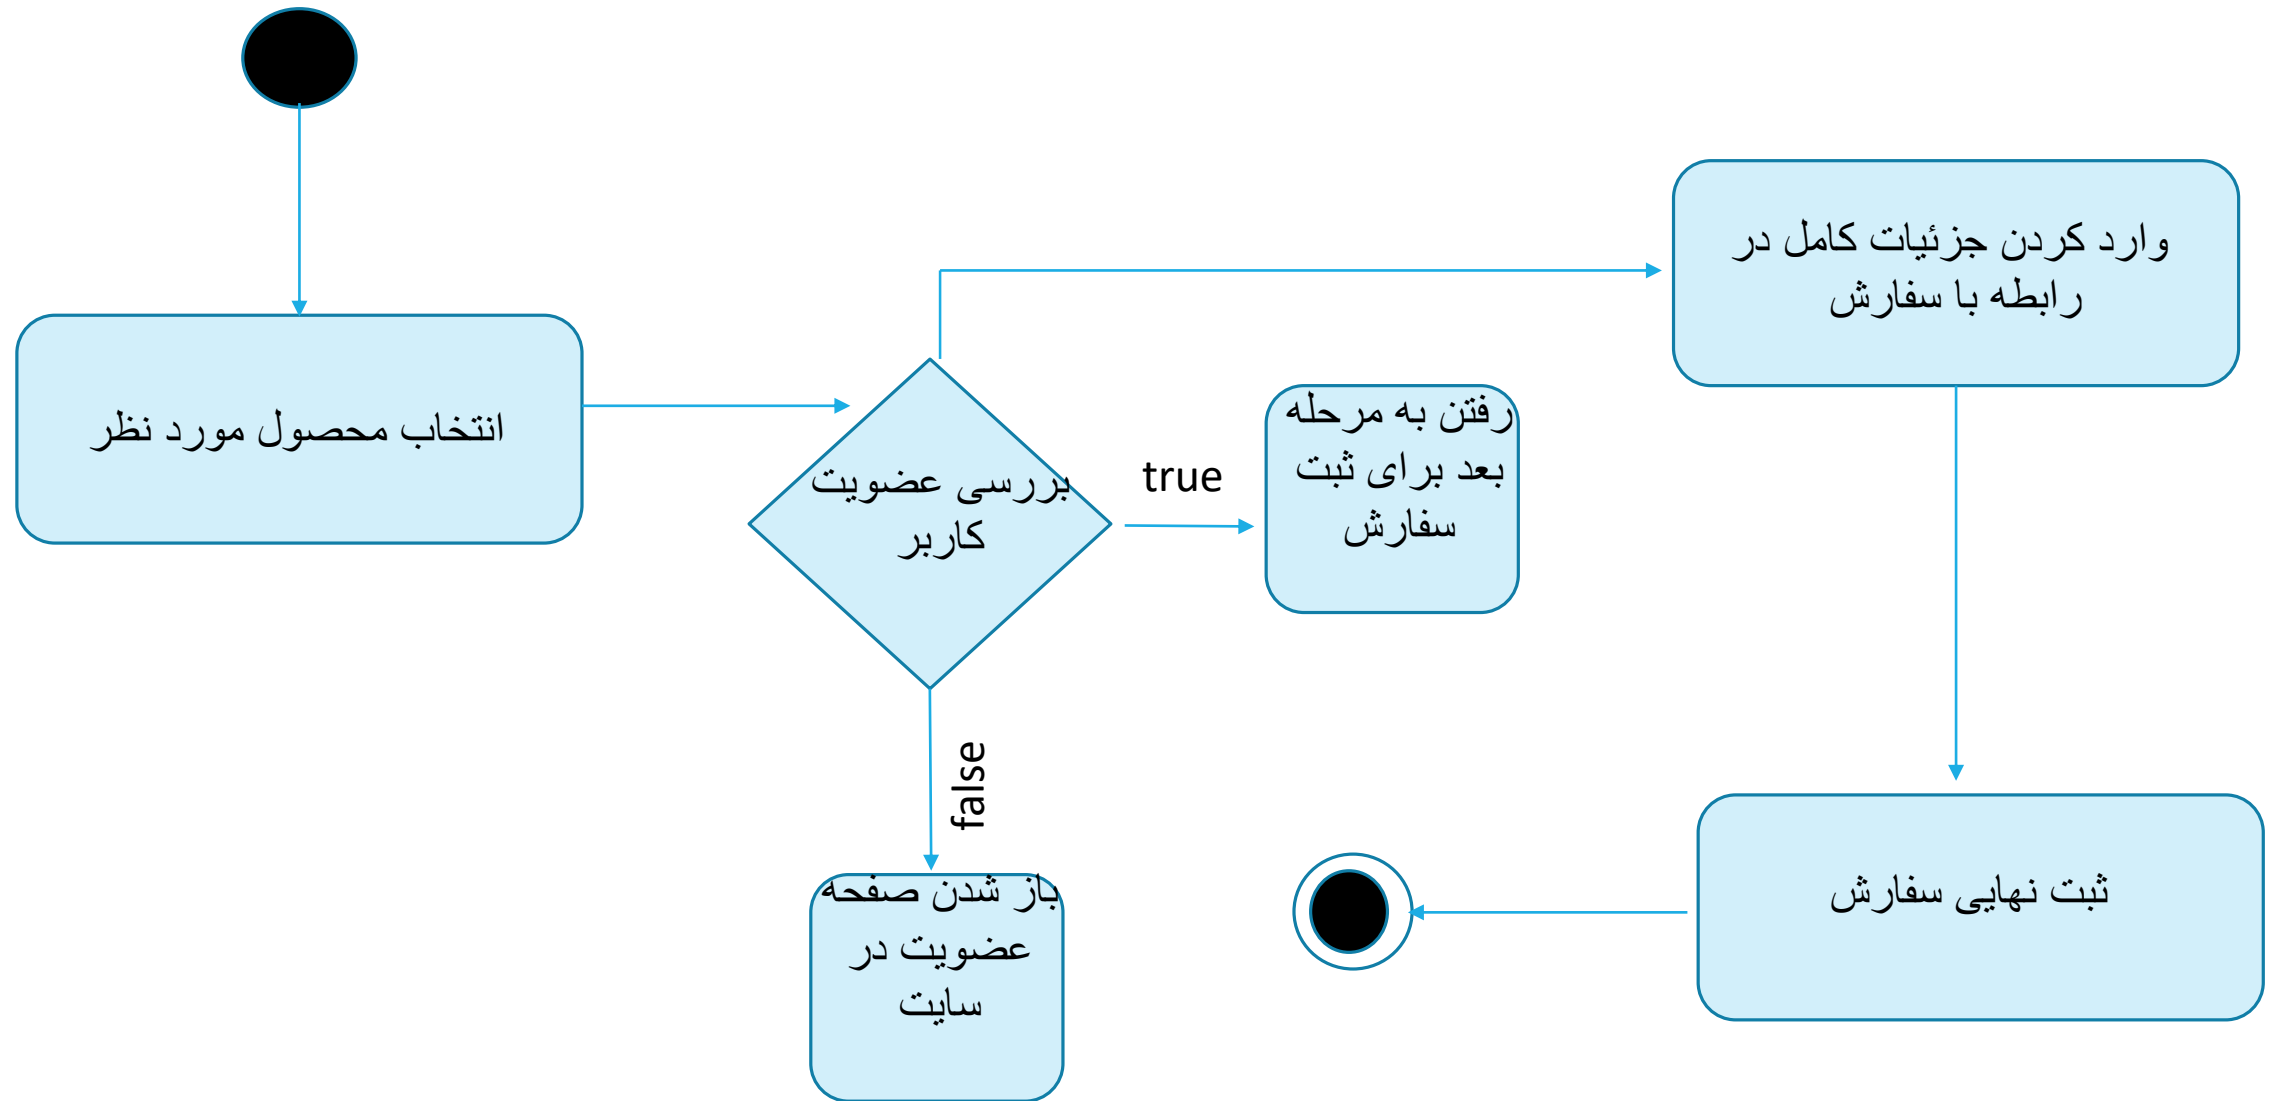 وارد کردن جزئیات کامل در
رابطه با سفارش
انتخاب محصول مورد نظر
بررسی عضویت
کاربر
true
رفتن به مرحله
بعد برای ثبت
سفارش
false
باز شدن صفحه
عضویت در
سایت
ثبت نهایی سفارش